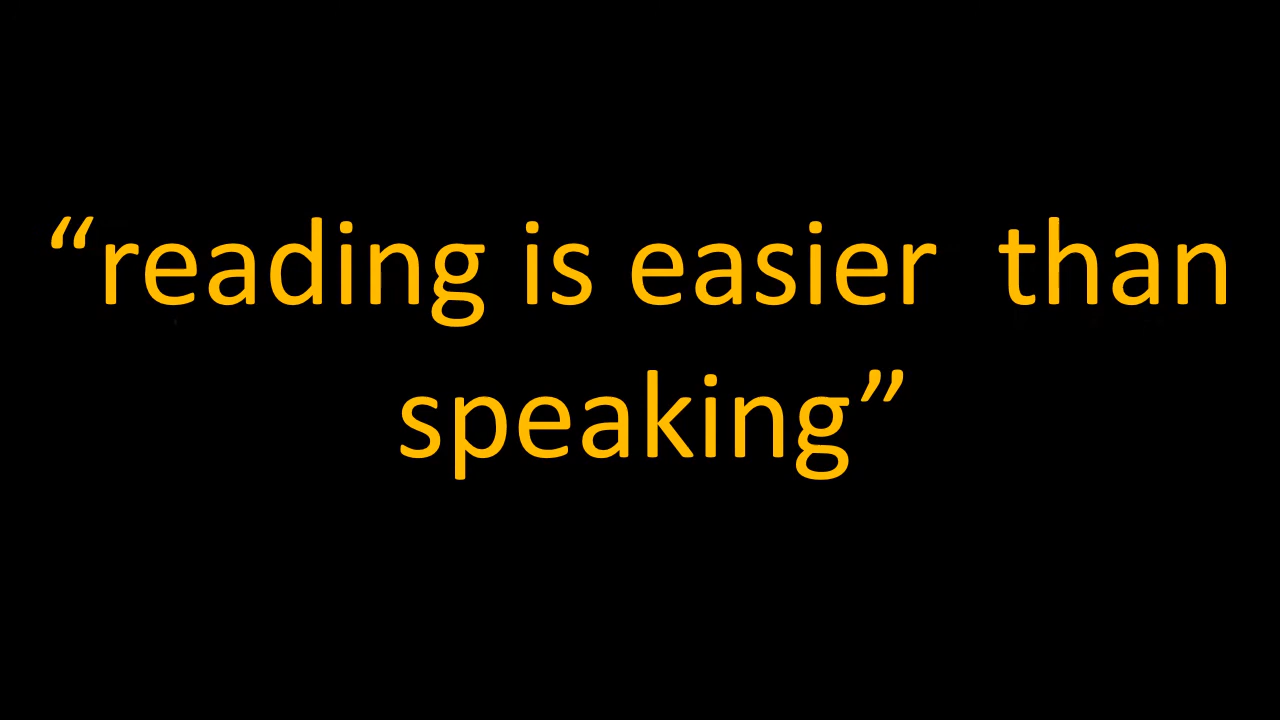 “reading is easier  than
speaking”